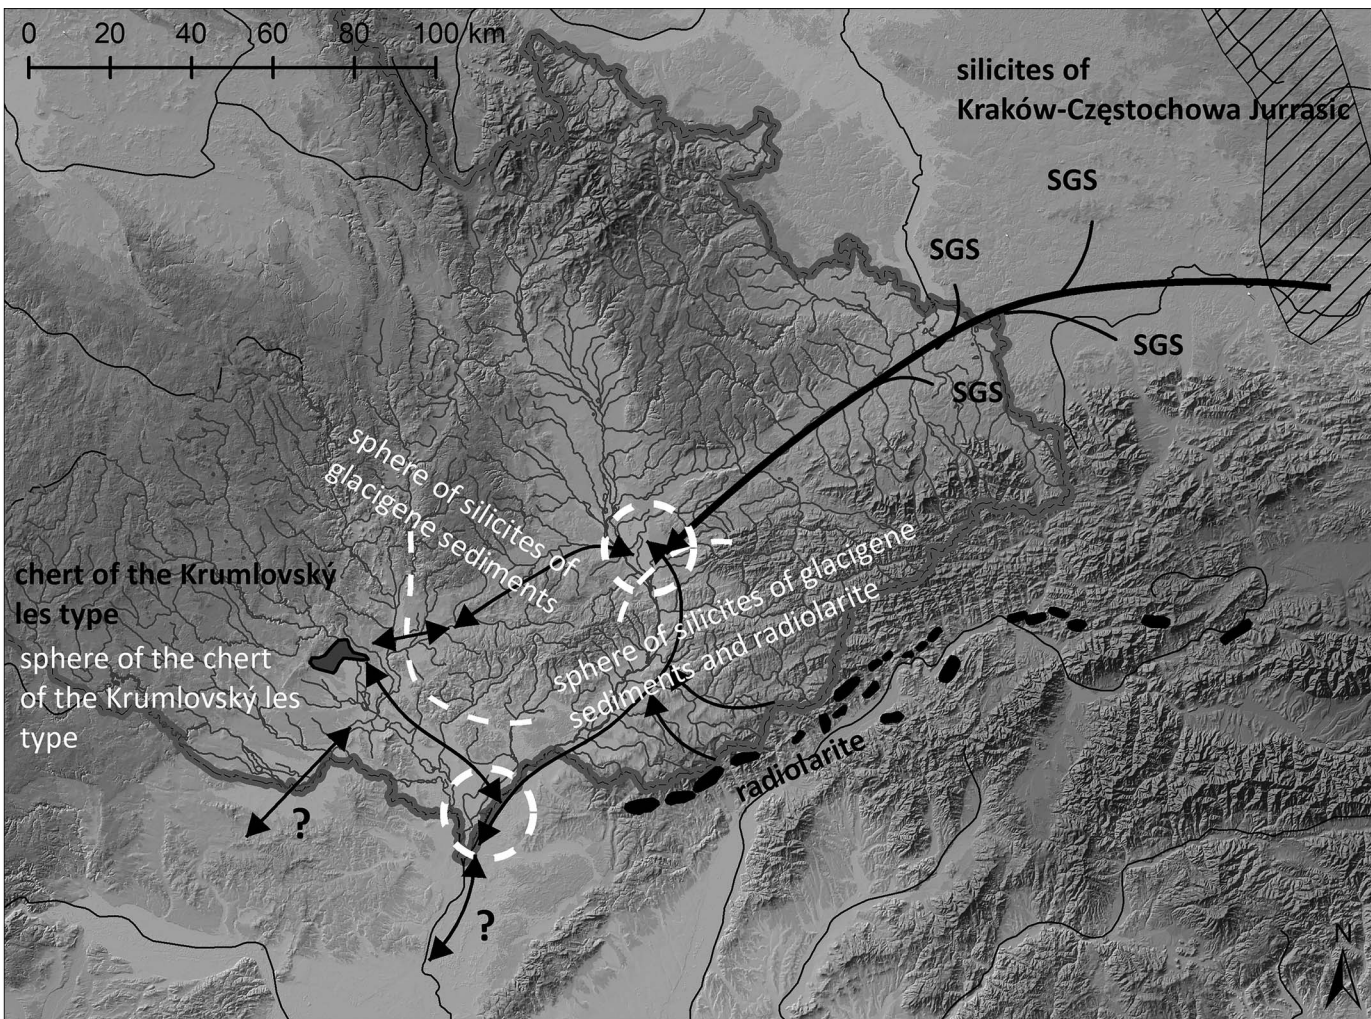 0 20 40 60 80 100 km
silicites of
Kraków-Częstochowa Jurrasic
SGS
SGS
SGS
SGS
sphere of silicites of
glacigene sediments
chert of the Krumlovský
les type
sphere of the chert
of the Krumlovský les
type
sphere of silicites of glacigene
sediments and radiolarite
radiolarite
?
?
N